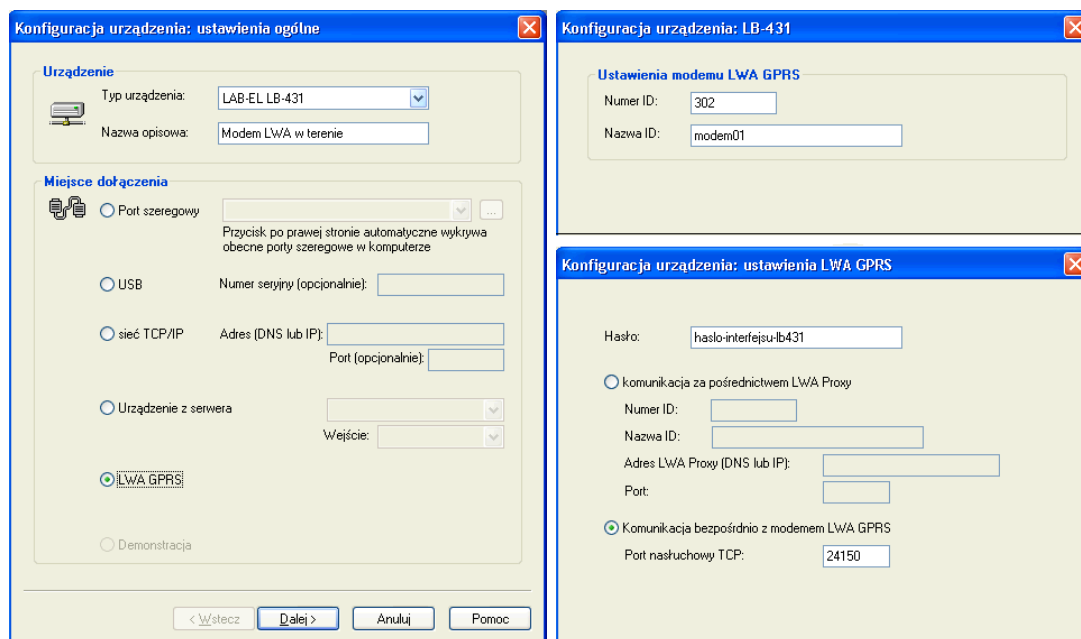 Konfiguracja urządzenia: ustawienia ogólne
Urządzenie
Typ urządzenia: LAB-EL LB-431
Nazwa opisowa: Modem LWA w terenie
Miejsce dołączenia
Port szeregowy ...
Przycisk po prawej stronie automatyczne wykrywa
obecne porty szeregowe w komputerze
USB Numer seryjny (opcjonalnie):
sieć TCP/IP Adres (DNS lub IP):
Port (opcjonalnie):
Urządzenie z serwera
Wejście:
LWA GPRS
Demonstracja
< Wstecz Dalej > Anuluj Pomoc
Konfiguracja urządzenia: LB-431
Ustawienia modemu LWA GPRS
Numer ID: 302
Nazwa ID: modem01
Konfiguracja urządzenia: ustawienia LWA GPRS
Hasło: haslo-interfejsu-lb431
komunikacja za pośrednictwem LWA Proxy
Numer ID:
Nazwa ID:
Adres LWA Proxy (DNS lub IP):
Port:
Komunikacja bezpośrdnio z modemem LWA GPRS
Port nasłuchowy TCP: 24150